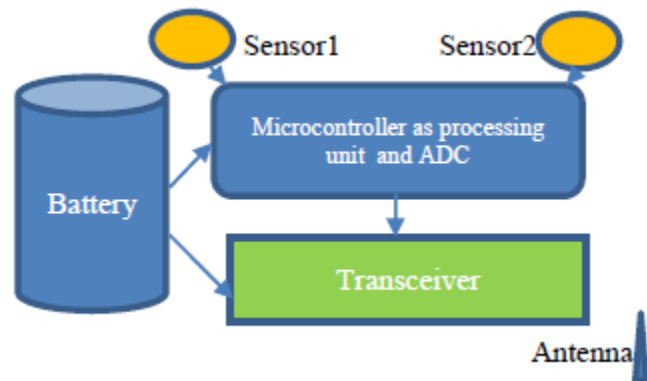 Sensor1
Sensor2
Microcontroller as processing
unit and ADC
Battery
Transceiver
Antenna